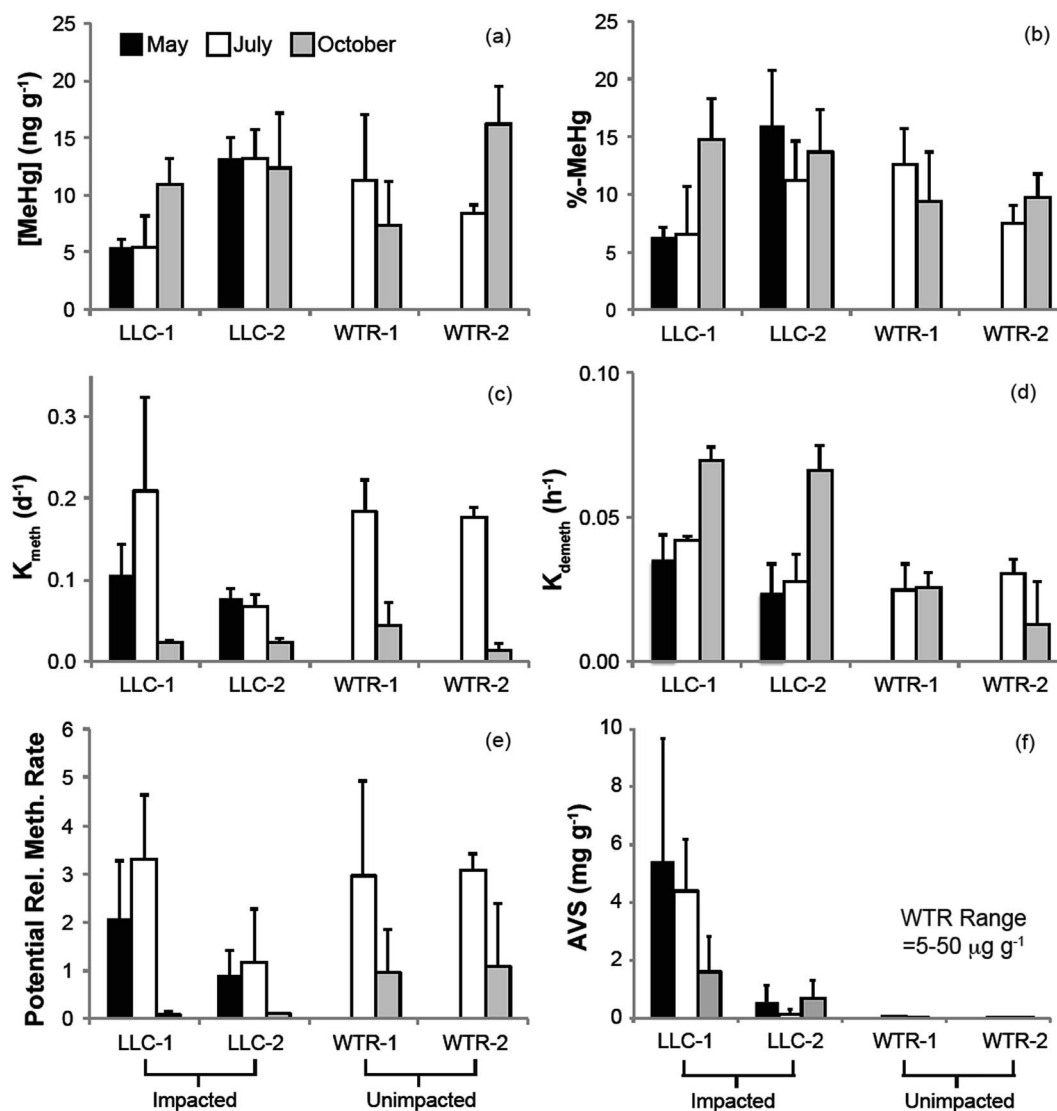 25
20
15
10
5
0
[MeHg] (ng g⁻¹)
May July October
(a)
LLC-1 LLC-2 WTR-1 WTR-2
25
20
15
10
5
0
%-MeHg
(b)
LLC-1 LLC-2 WTR-1 WTR-2
0.3
0.2
0.1
0.0
K_meth (d⁻¹)
(c)
LLC-1 LLC-2 WTR-1 WTR-2
0.10
0.05
0.00
K_demeth (h⁻¹)
(d)
LLC-1 LLC-2 WTR-1 WTR-2
6
5
4
3
2
1
0
Potential Rel. Meth. Rate
(e)
LLC-1 LLC-2 WTR-1 WTR-2
Impacted Unimpacted
10
8
6
4
2
0
AVS (mg g⁻¹)
(f)
WTR Range
=5-50 μg g⁻¹
LLC-1 LLC-2 WTR-1 WTR-2
Impacted Unimpacted